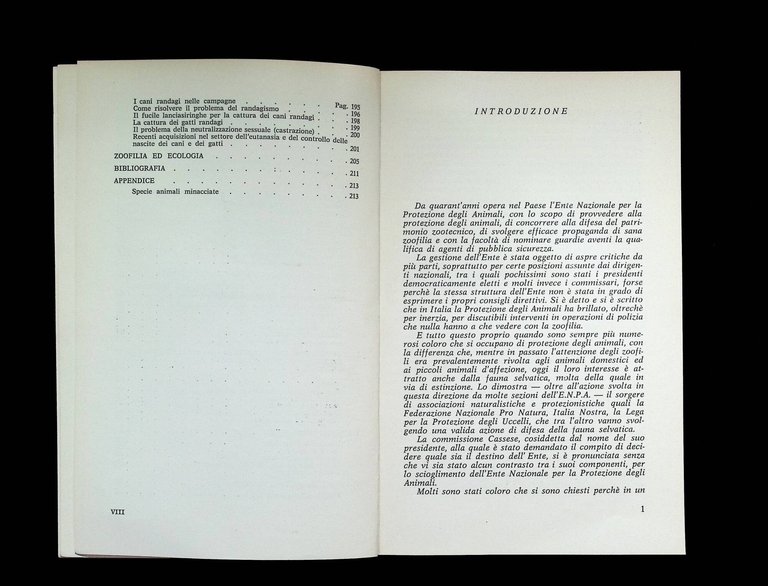 I cani randagi nelle campagne . . . . . . Pag. 195
Come risolvere il problema del randagismo . . . . » 196
Il fucile lanciasiringhe per la cattura dei cani randagi . . 198
La cattura dei gatti randagi . . . . . . . 199
Il problema della neutralizzazione sessuale (castrazione) . . 200
Recenti acquisizioni nel settore dell'eutanasia e del controllo delle
nascite dei cani e dei gatti . . . . . . . 201
ZOOFILIA ED ECOLOGIA . . . . . . . . 205
BIBLIOGRAFIA . . . . . . . . . . 211
APPENDICE . . . . . . . . . . 213
Specie animali minacciate . . . . . . . . 213
VIII
INTRODUZIONE
Da quarant'anni opera nel Paese l'Ente Nazionale per la
Protezione degli Animali, con lo scopo di provvedere alla
protezione degli animali, di concorrere alla difesa del patri-
monio zootecnico, di svolgere efficace propaganda di sana
zoofilia e con la facoltà di nominare guardie aventi la qua-
lifica di agenti di pubblica sicurezza.
La gestione dell'Ente è stata oggetto di aspre critiche da
più parti, soprattutto per certe posizioni assunte dai dirigen-
ti nazionali, tra i quali pochissimi sono stati i presidenti
democraticamente eletti e molti invece i commissari, forse
perchè la stessa struttura dell'Ente non è stata in grado di
esprimere i propri consigli direttivi. Si è detto e si è scritto
che in Italia la Protezione degli Animali ha brillato, oltrechè
per inerzia, per discutibili interventi in operazioni di polizia
che nulla hanno a che vedere con la zoofilia.
E tutto questo proprio quando sono sempre più nume-
rosi coloro che si occupano di protezione degli animali, con
la differenza che, mentre in passato l'attenzione degli zoofi-
li era prevalentemente rivolta agli animali domestici ed
ai piccoli animali d'affezione, oggi il loro interesse è at-
tratto anche dalla fauna selvatica, molta della quale in
via di estinzione. Lo dimostra — oltre all'azione svolta in
questa direzione da molte sezioni dell'E.N.P.A. — il sorgere
di associazioni naturalistiche e protezionistiche quali la
Federazione Nazionale Pro Natura, Italia Nostra, la Lega
per la Protezione degli Uccelli, che tra l'altro vanno svol-
gendo una valida azione di difesa della fauna selvatica.
La commissione Cassese, cosiddetta dal nome del suo
presidente, alla quale è stato demandato il compito di deci-
dere quale sia il destino dell'Ente, si è pronunciata senza
che vi sia stato alcun contrasto tra i suoi componenti, per
lo scioglimento dell'Ente Nazionale per la Protezione degli
Animali.
Molti sono stati coloro che si sono chiesti perchè in un
1